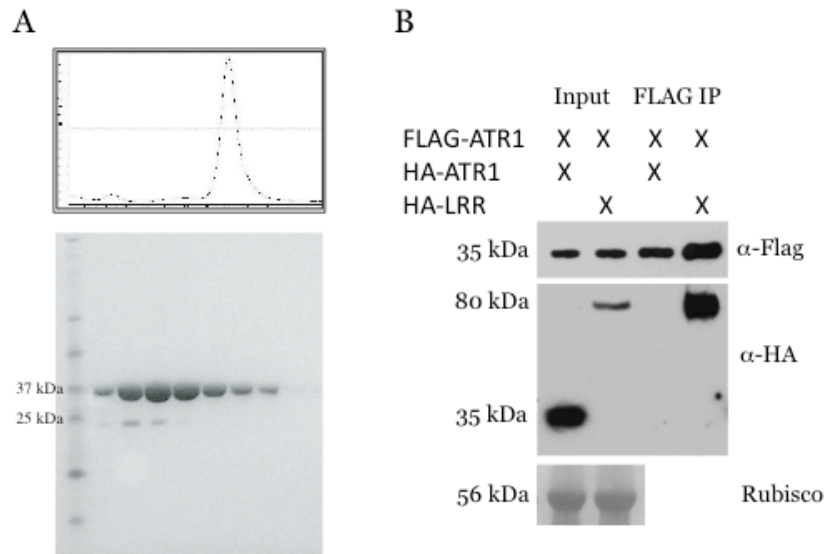 A
37 kDa
25 kDa
B
Input FLAG IP
FLAG-ATR1 X X X X
HA-ATR1 X X
HA-LRR X X
35 kDa α-Flag
80 kDa
α-HA
35 kDa
56 kDa Rubisco